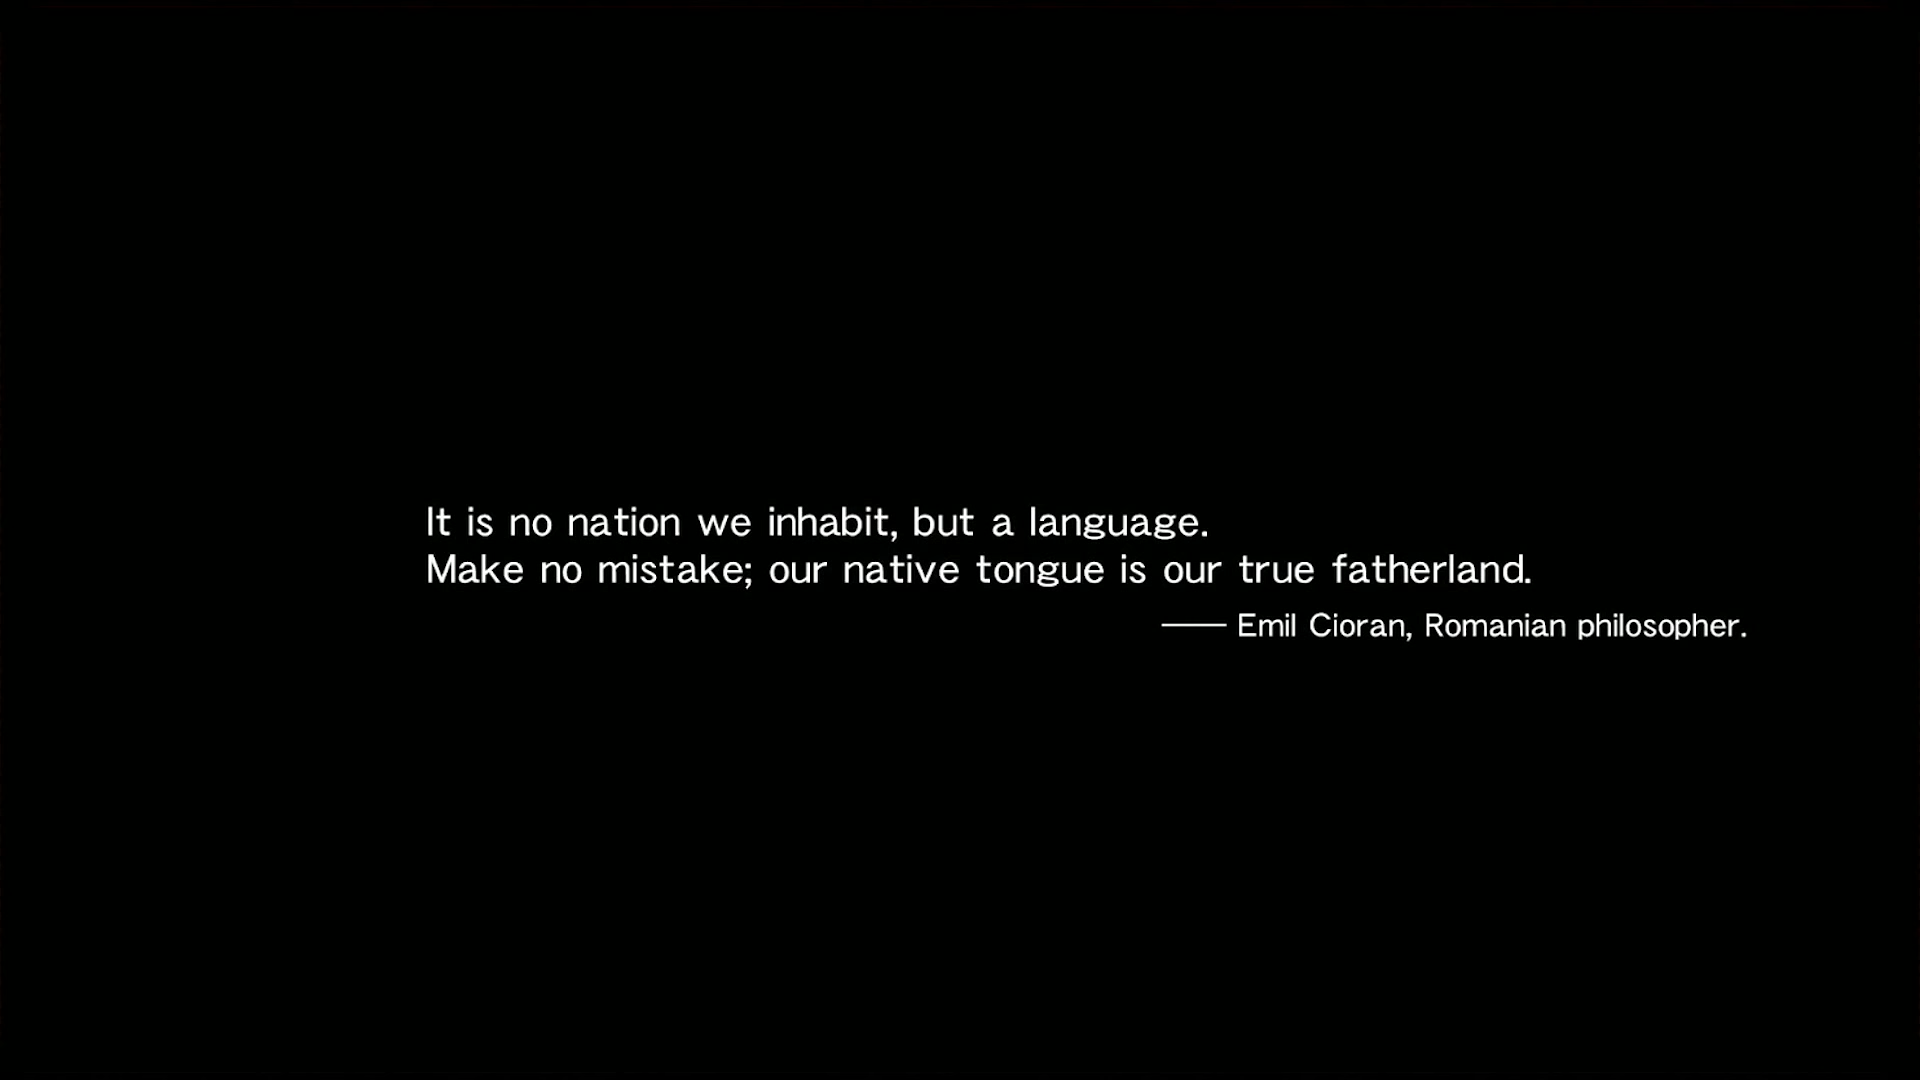 It is no nation we inhabit, but a language.
Make no mistake; our native tongue is our true fatherland.
—— Emil Cioran, Romanian philosopher.